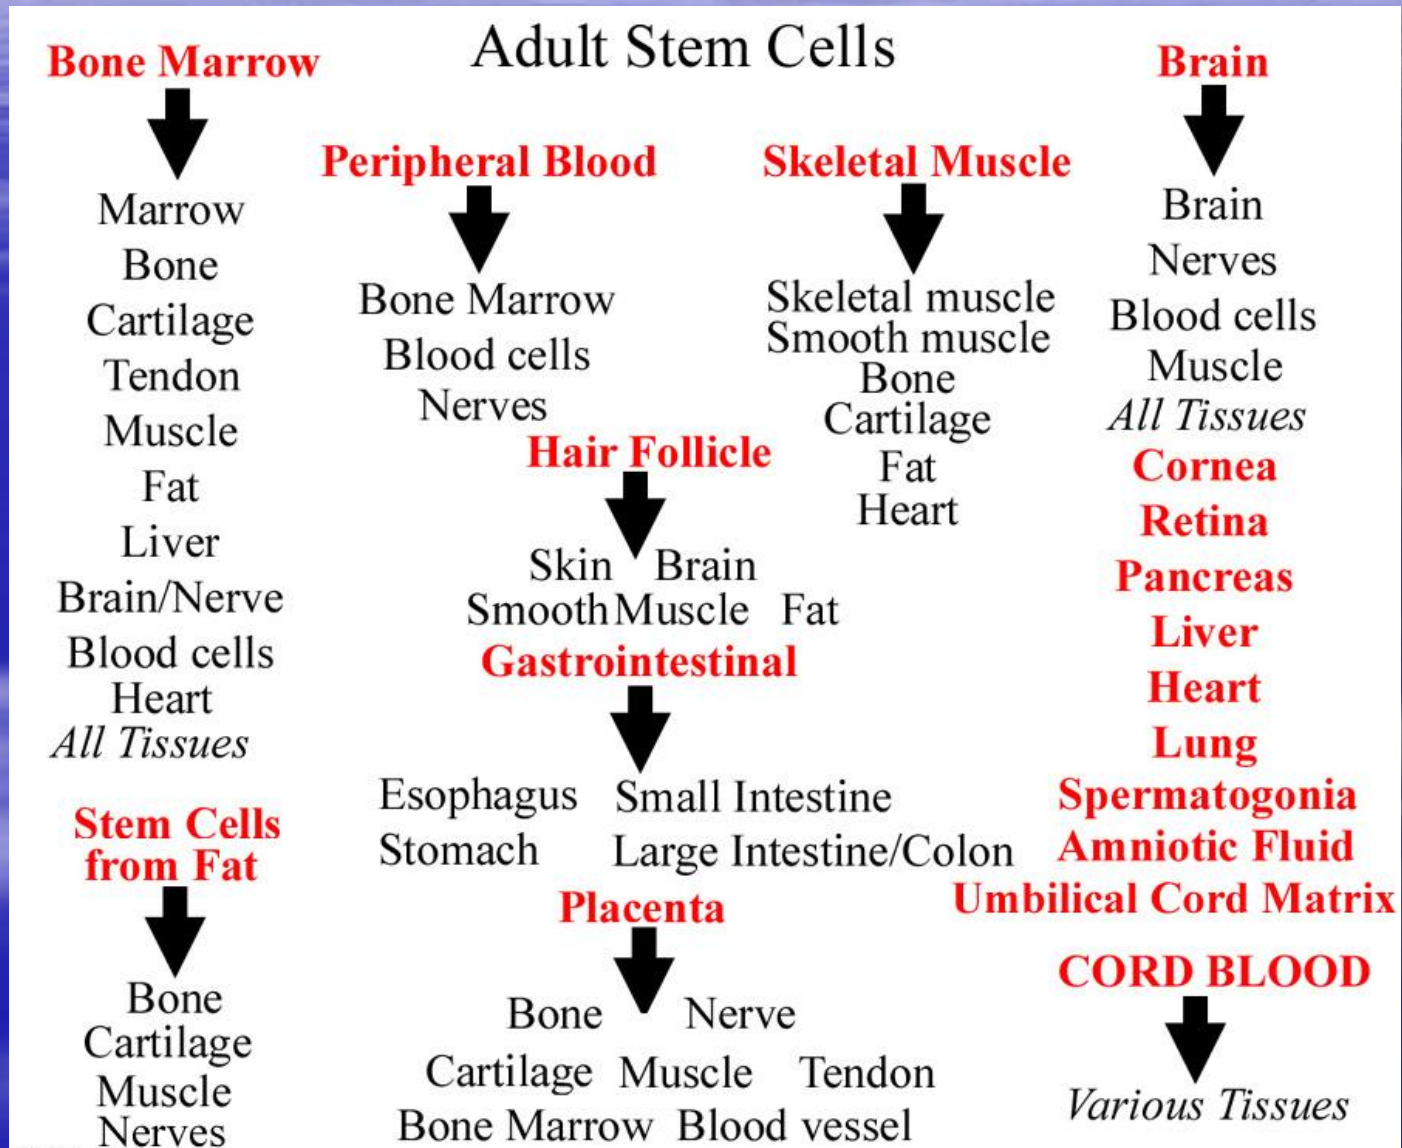 Adult Stem Cells
Bone Marrow
Marrow
Bone
Cartilage
Tendon
Muscle
Fat
Liver
Brain/Nerve
Blood cells
Heart
All Tissues
Stem Cells
from Fat
Bone
Cartilage
Muscle
Nerves
Peripheral Blood
Bone Marrow
Blood cells
Nerves
Hair Follicle
Skin Brain
Smooth Muscle Fat
Gastrointestinal
Esophagus Small Intestine
Stomach Large Intestine/Colon
Placenta
Bone Nerve
Cartilage Muscle Tendon
Bone Marrow Blood vessel
Skeletal Muscle
Skeletal muscle
Smooth muscle
Bone
Cartilage
Fat
Heart
Brain
Brain
Nerves
Blood cells
Muscle
All Tissues
Cornea
Retina
Pancreas
Liver
Heart
Lung
Spermatogonia
Amniotic Fluid
Umbilical Cord Matrix
CORD BLOOD
Various Tissues